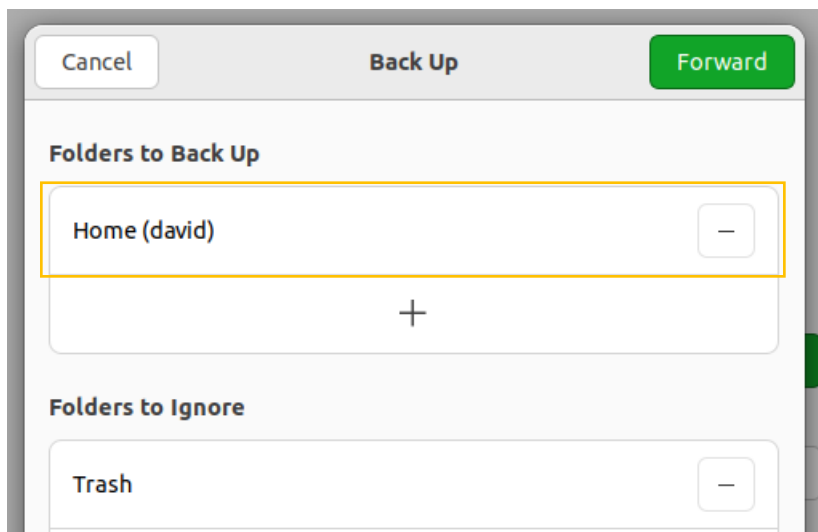 Cancel Back Up Forward
Folders to Back Up
Home (david) −
+
Folders to Ignore
Trash −